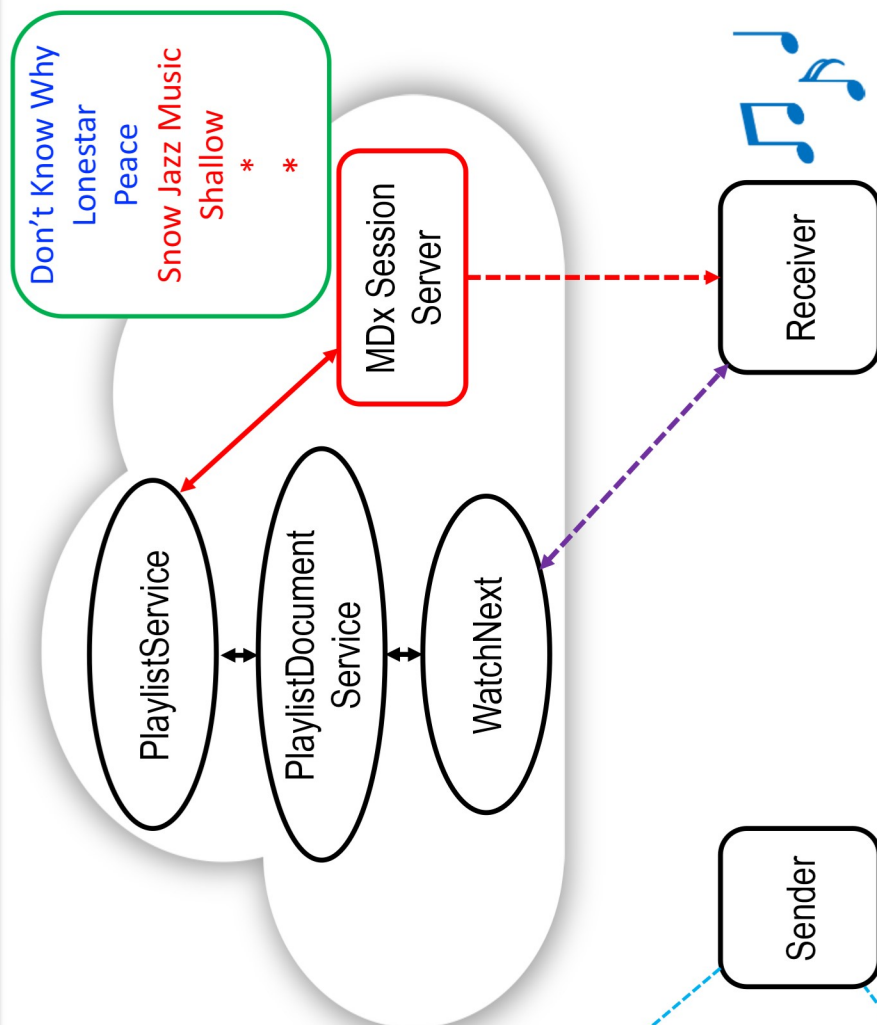 Don't Know Why
Lonestar
Peace
Snow Jazz Music
Shallow
*
*
PlaylistService
PlaylistDocument
Service
WatchNext
MDx Session
Server
Sender
Receiver